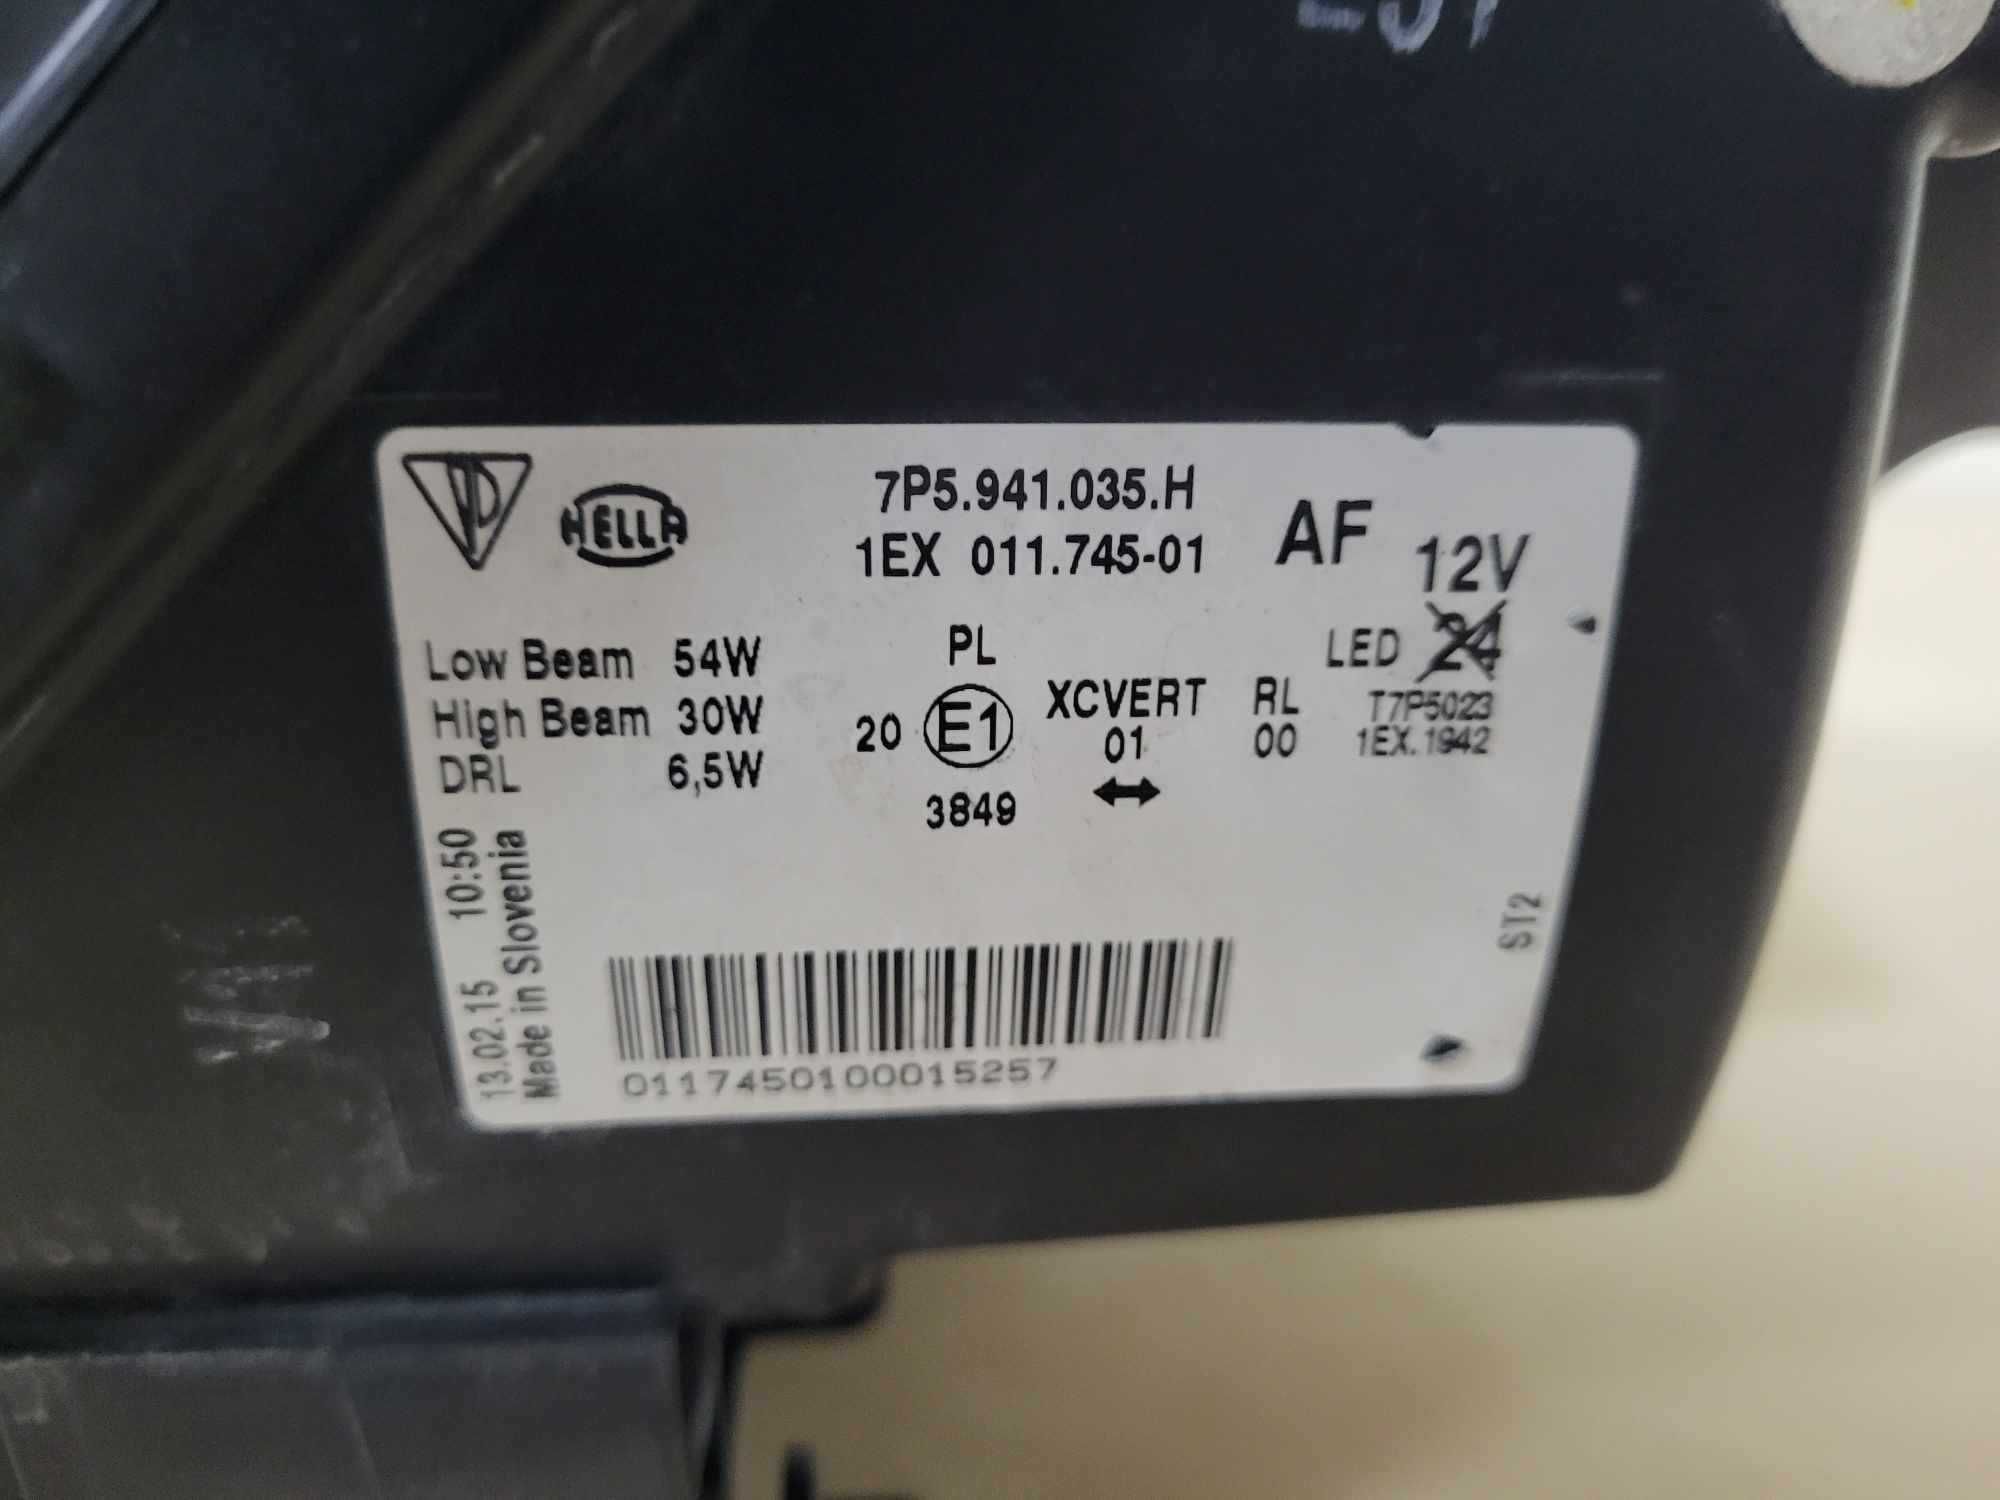 HELLA
7P5.941.035.H
1EX 011.745-01
AF
12V
LED 24
T7P5023
1EX.1942
Low Beam 54W
High Beam 30W
DRL 6,5W
PL
20 E1
3849
XCVERT
01
RL
00
13.02.15 10:50
Made in Slovenia
ST2
0117450100015257